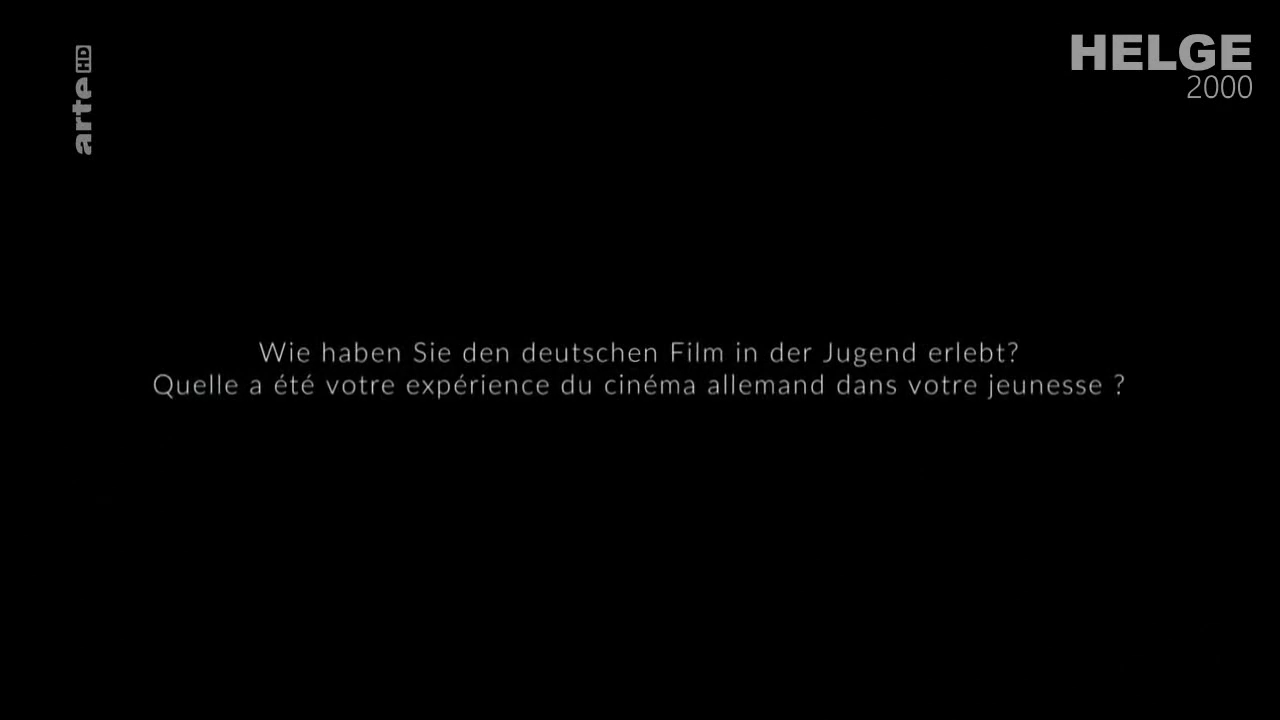 arte HD
HELGE
2000
Wie haben Sie den deutschen Film in der Jugend erlebt?
Quelle a été votre expérience du cinéma allemand dans votre jeunesse ?